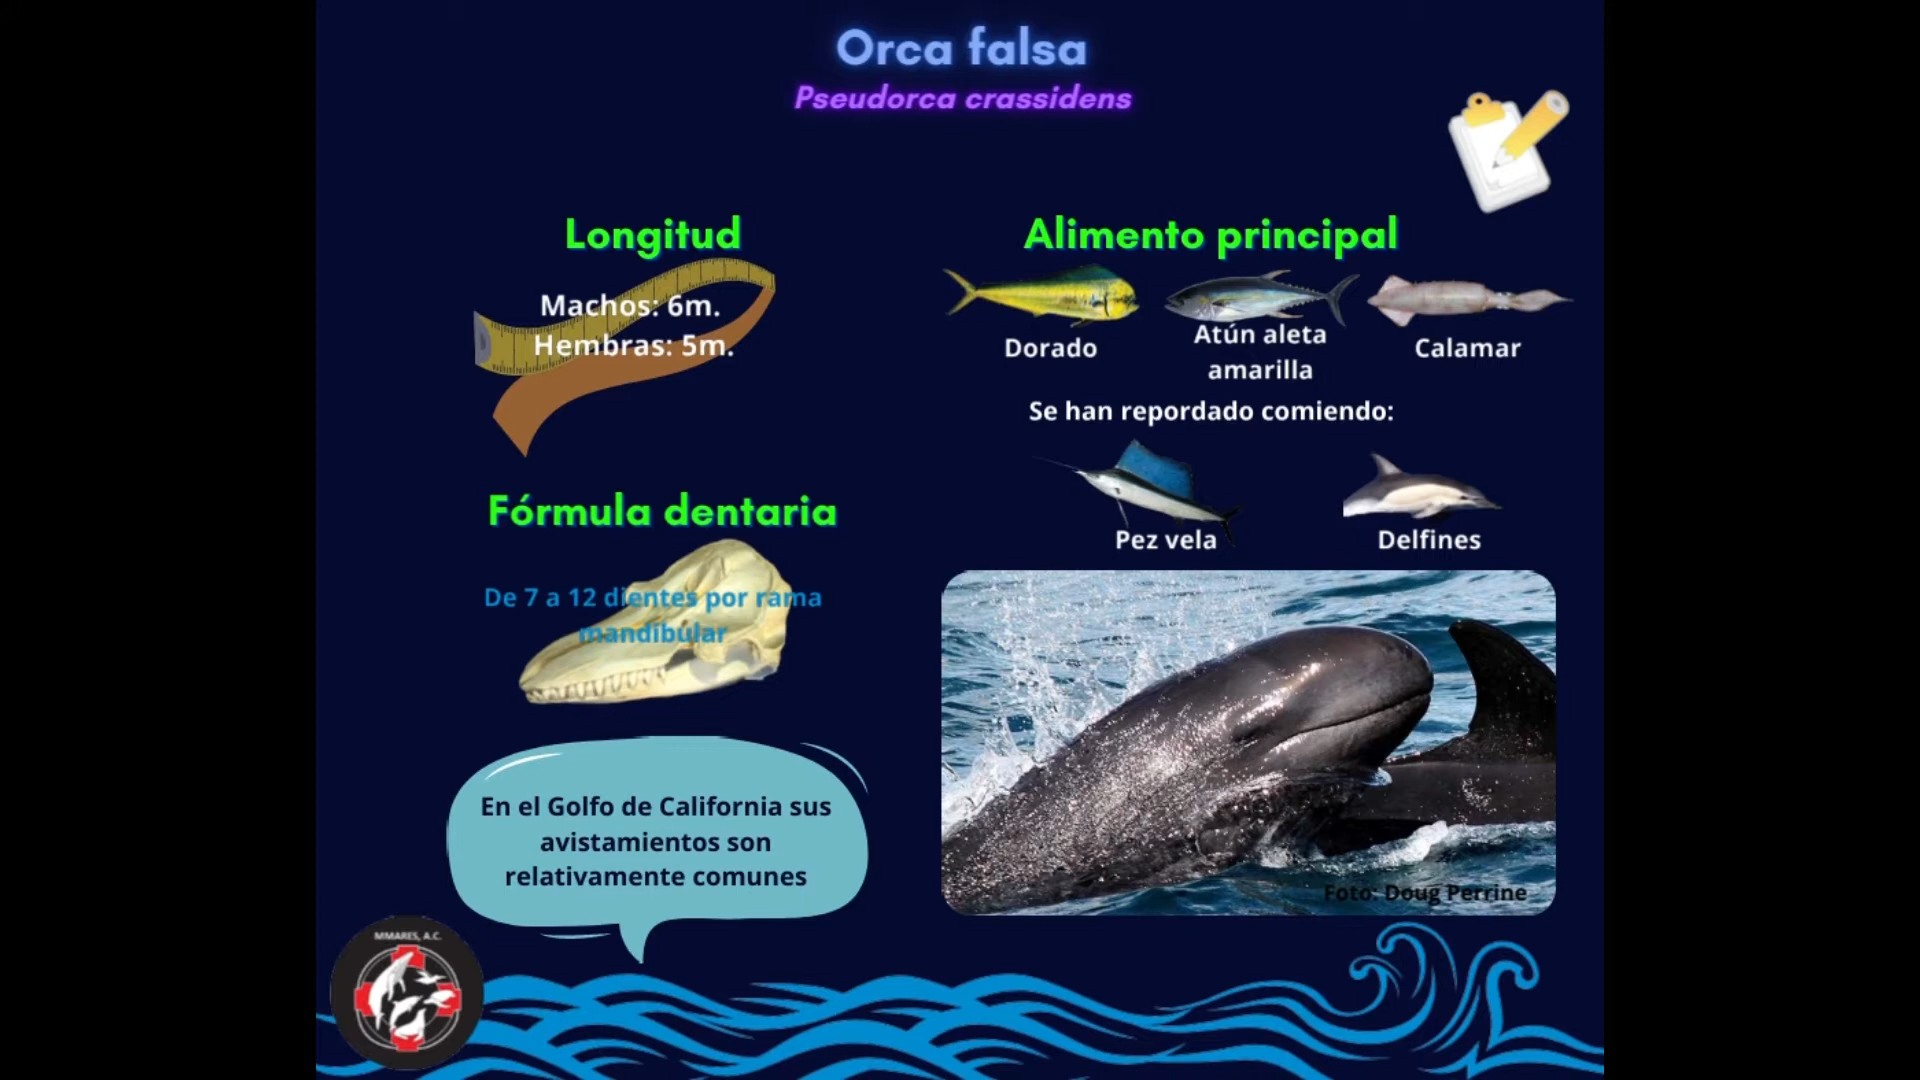 Orca falsa
Pseudorca crassidens
Longitud
Machos: 6m.
Hembras: 5m.
Alimento principal
Dorado
Atún aleta
amarilla
Calamar
Se han repordado comiendo:
Pez vela
Delfines
Fórmula dentaria
De 7 a 12 dientes por rama
mandibular
En el Golfo de California sus
avistamientos son
relativamente comunes
Foto: Doug Perrine
MMARES, A.C.